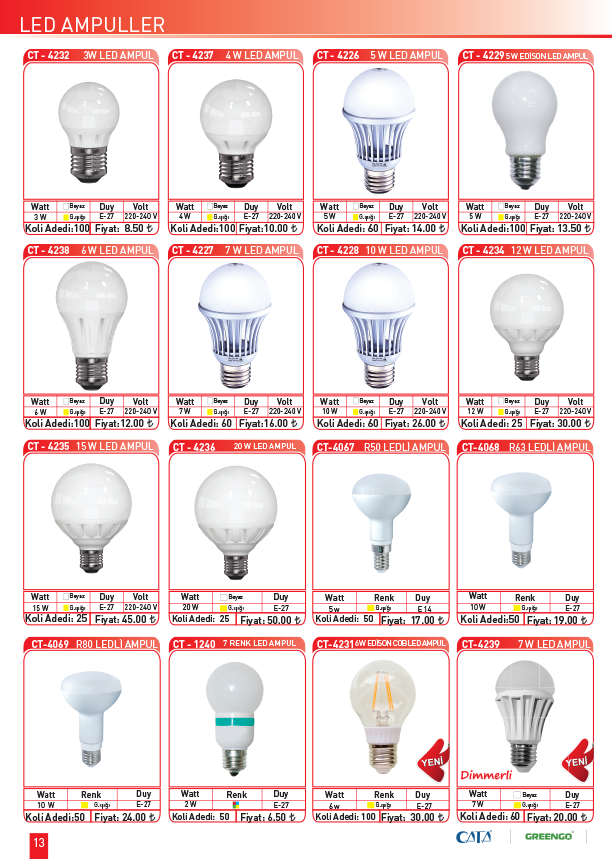 LED AMPULLER
CT - 4232 3W LED AMPUL
Watt Beyaz Duy Volt
3 W G.ışığı E-27 220-240 V
Koli Adedi:100 Fiyat: 8.50 ₺
CT - 4237 4 W LED AMPUL
Watt Beyaz Duy Volt
4 W G.ışığı E-27 220-240 V
Koli Adedi:100 Fiyat:10.00 ₺
CT - 4226 5 W LED AMPUL
Watt Beyaz Duy Volt
5 W G.ışığı E-27 220-240 V
Koli Adedi: 60 Fiyat: 14.00 ₺
CT - 4229 5 W EDİSON LED AMPUL
Watt Beyaz Duy Volt
5 W G.ışığı E-27 220-240 V
Koli Adedi:100 Fiyat: 13.50 ₺
CT - 4238 6 W LED AMPUL
Watt Beyaz Duy Volt
6 W G.ışığı E-27 220-240 V
Koli Adedi:100 Fiyat:12.00 ₺
CT - 4227 7 W LED AMPUL
Watt Beyaz Duy Volt
7 W G.ışığı E-27 220-240 V
Koli Adedi: 60 Fiyat:16.00 ₺
CT - 4228 10 W LED AMPUL
Watt Beyaz Duy Volt
10 W G.ışığı E-27 220-240 V
Koli Adedi: 60 Fiyat: 26.00 ₺
CT - 4234 12 W LED AMPUL
Watt Beyaz Duy Volt
12 W G.ışığı E-27 220-240 V
Koli Adedi: 25 Fiyat: 30.00 ₺
CT - 4235 15 W LED AMPUL
Watt Beyaz Duy Volt
15 W G.ışığı E-27 220-240 V
Koli Adedi: 25 Fiyat: 45.00 ₺
CT - 4236 20 W LED AMPUL
Watt Beyaz Duy
20 W G.ışığı E-27
Koli Adedi: 25 Fiyat: 50.00 ₺
CT-4067 R50 LEDLİ AMPUL
Watt Renk Duy
5w G.ışığı E 14
Koli Adedi: 50 Fiyat: 17.00 ₺
CT-4068 R63 LEDLİ AMPUL
Watt Renk Duy
10 W G.ışığı E-27
Koli Adedi:50 Fiyat: 19.00 ₺
CT-4069 R80 LEDLİ AMPUL
Watt Renk Duy
10 W G.ışığı E-27
Koli Adedi:50 Fiyat: 24.00 ₺
CT - 1240 7 RENK LED AMPUL
Watt Renk Duy
2 W E-27
Koli Adedi: 50 Fiyat: 6.50 ₺
CT-4231 6W EDİSON COB LED AMPUL
YENİ
Watt Renk Duy
6w G.ışığı E-27
Koli Adedi: 100 Fiyat: 30.00 ₺
CT-4239 7 W LED AMPUL
YENİ
Dimmerli
Watt Beyaz Duy
7 W G.ışığı E-27
Koli Adedi: 60 Fiyat: 20.00 ₺
13 CATA GREENGO